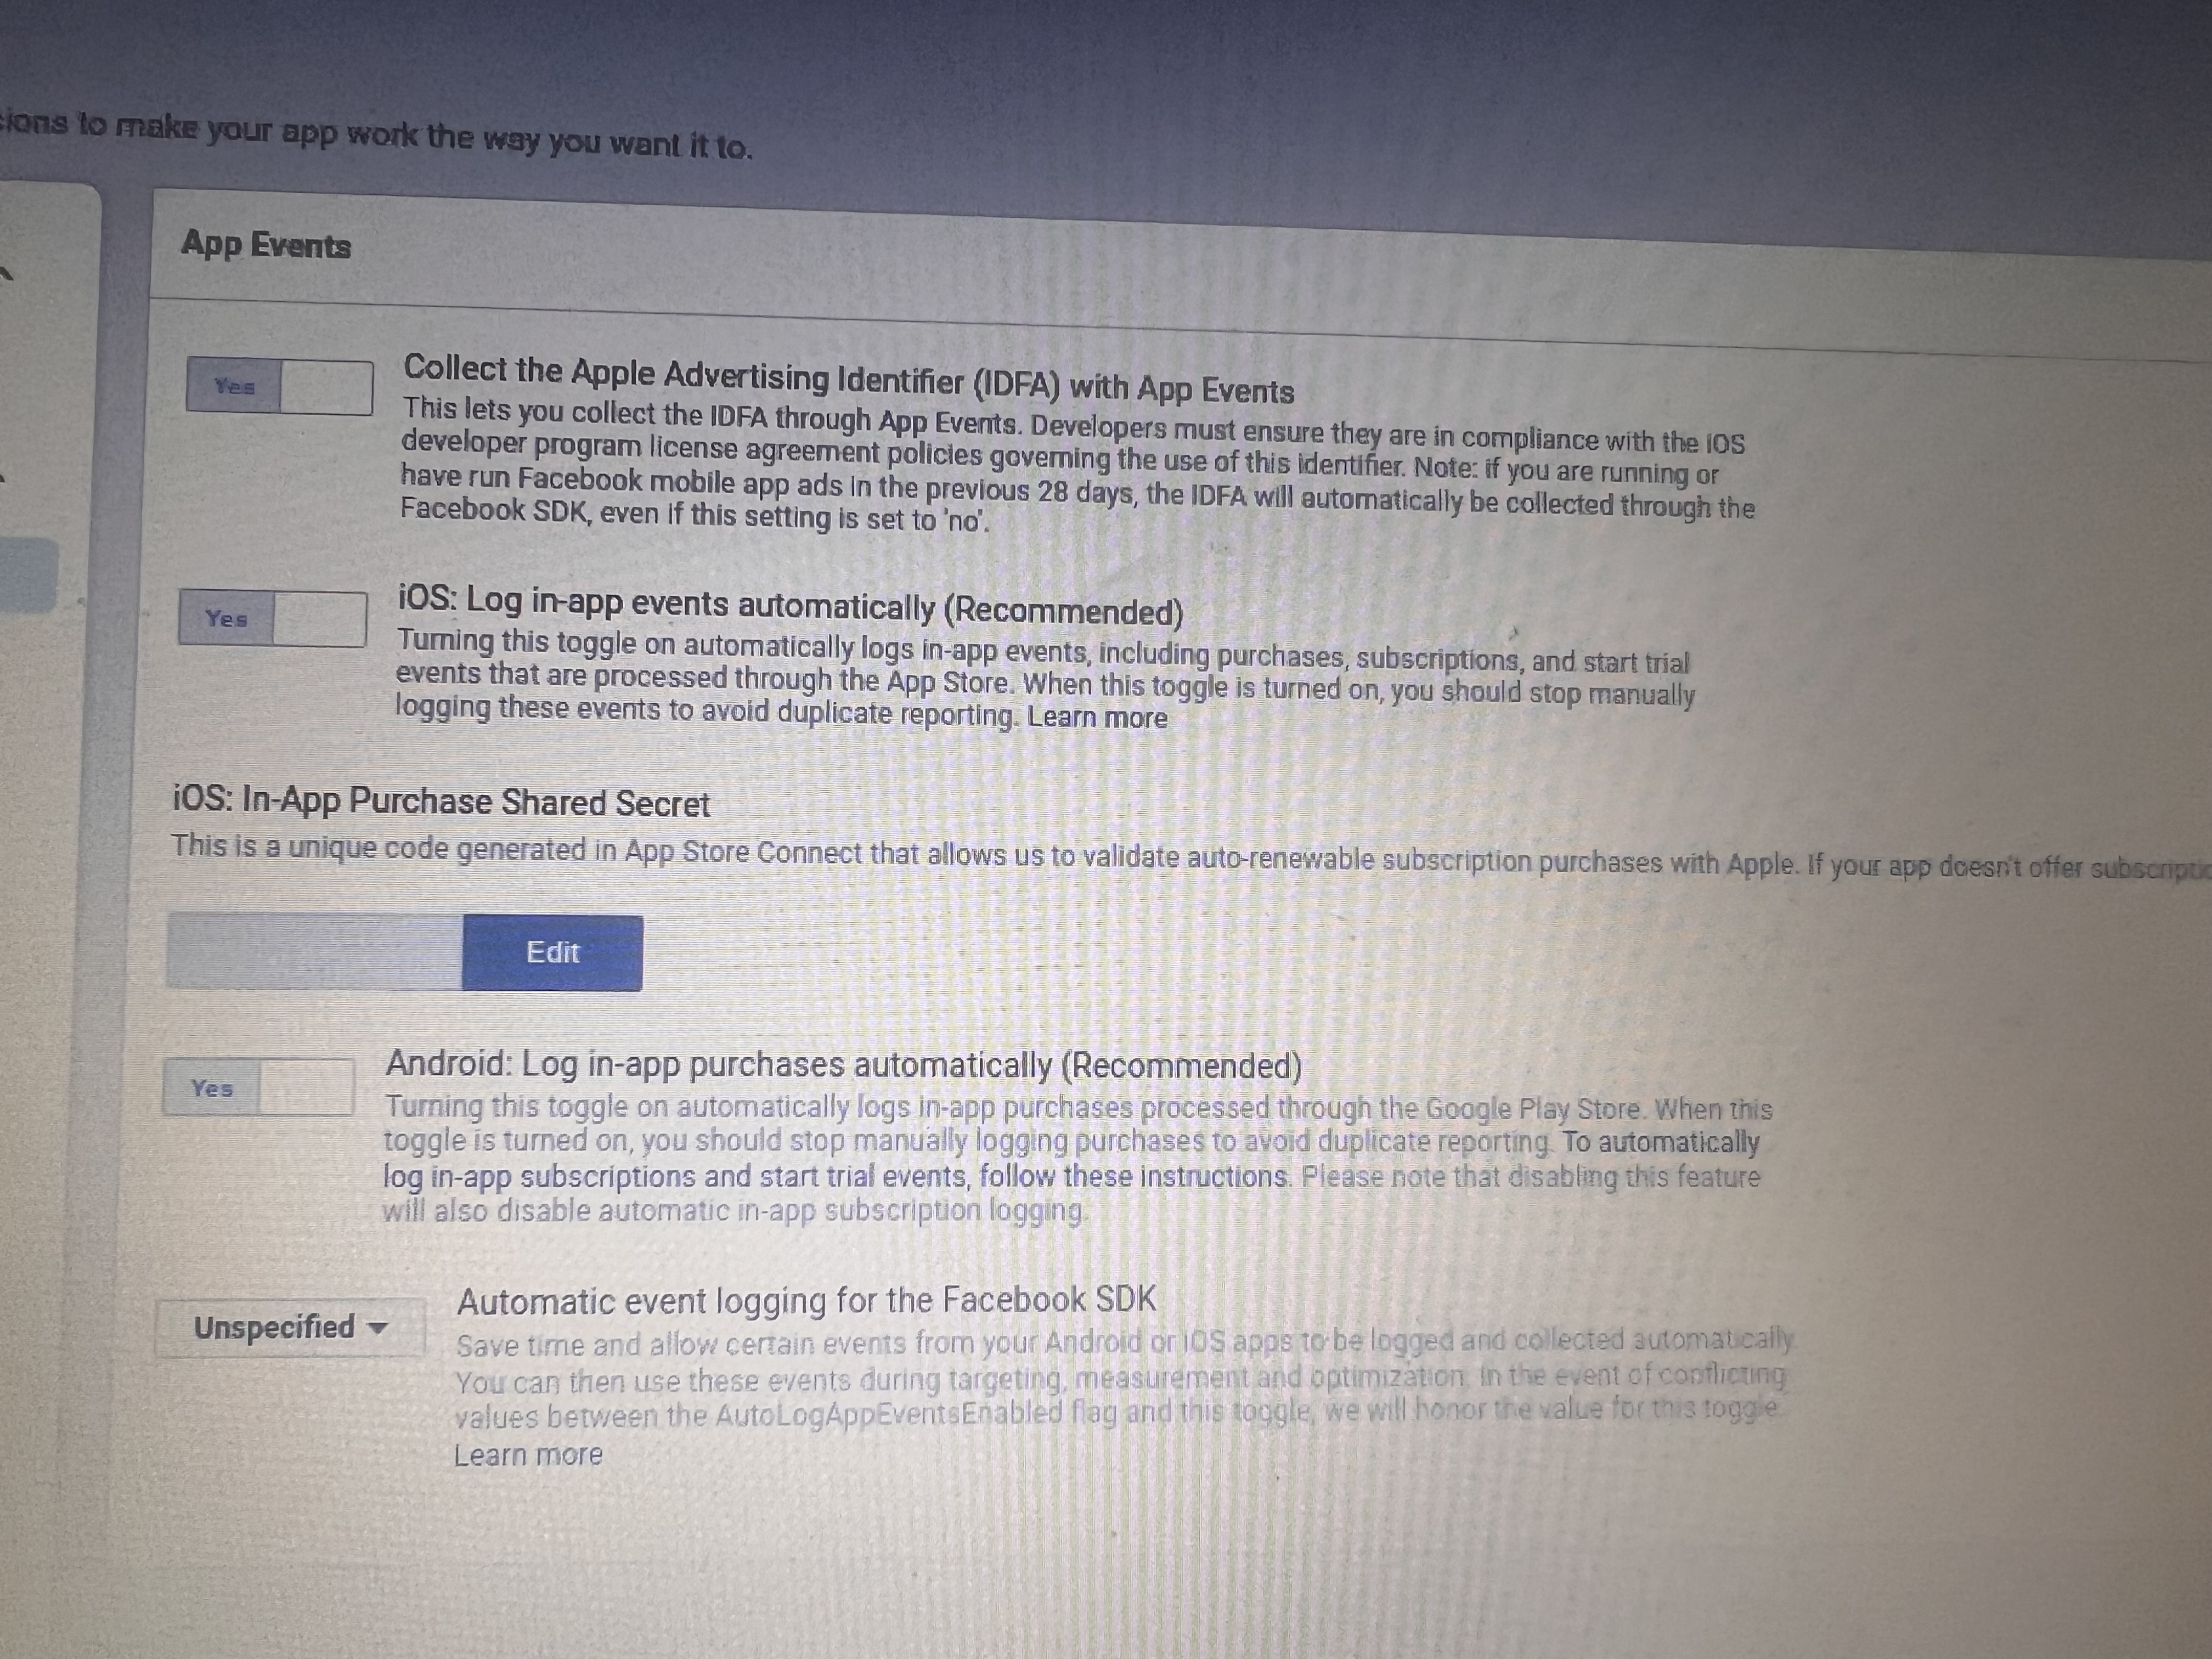 to make your app work the way you want it to.
App Events
Yes
Collect the Apple Advertising Identifier (IDFA) with App Events
This lets you collect the IDFA through App Events. Developers must ensure they are in compliance with the iOS
developer program license agreement policies governing the use of this identifier. Note: if you are running or
have run Facebook mobile app ads in the previous 28 days, the IDFA will automatically be collected through the
Facebook SDK, even if this setting is set to 'no'.
Yes
iOS: Log in-app events automatically (Recommended)
Turning this toggle on automatically logs in-app events, including purchases, subscriptions, and start trial
events that are processed through the App Store. When this toggle is turned on, you should stop manually
logging these events to avoid duplicate reporting. Learn more
iOS: In-App Purchase Shared Secret
This is a unique code generated in App Store Connect that allows us to validate auto-renewable subscription purchases with Apple. If your app doesn't offer
Edit
Yes
Android: Log in-app purchases automatically (Recommended)
Turning this toggle on automatically logs in-app purchases processed through the Google Play Store. When this
toggle is turned on, you should stop manually logging purchases to avoid duplicate reporting. To automatically
log in-app subscriptions and start trial events, follow these instructions. Please note that disabling this feature
will also disable automatic in-app subscription logging.
Unspecified
Automatic event logging for the Facebook SDK
Save time and allow certain events from your Android or iOS apps to be logged and collected automatically.
You can then use these events during targeting, measurement and optimization. In the event of conflicting
values between the AutoLogAppEventsEnabled flag and this toggle, we will honor the value for this toggle.
Learn more